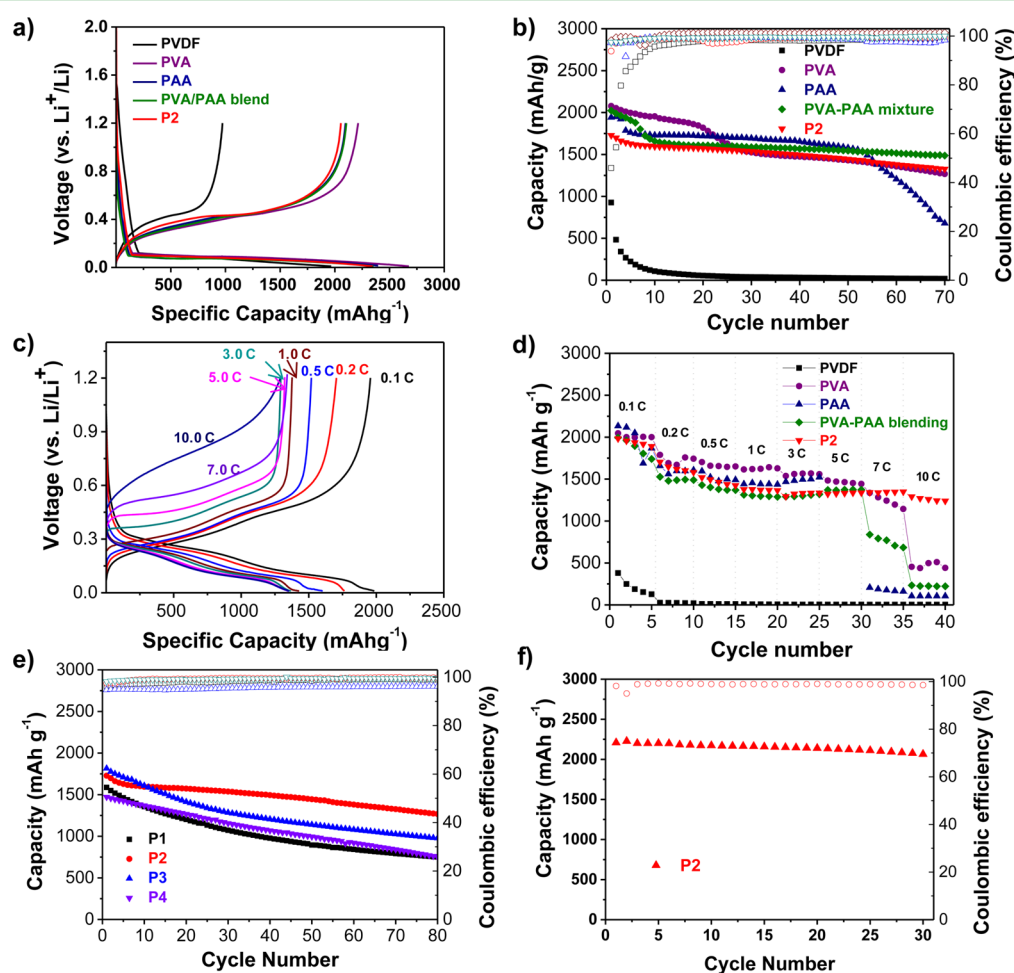 a)
2.0
1.6
1.2
0.8
0.4
0.0
Voltage (vs. Li⁺/Li)
PVDF
PVA
PAA
PVA/PAA blend
P2
0 500 1000 1500 2000 2500 3000
Specific Capacity (mAhg⁻¹)
b)
3000
2500
2000
1500
1000
500
0
Capacity (mAh/g)
PVDF
PVA
PAA
PVA-PAA mixture
P2
100
80
60
40
20
0
Coulombic efficiency (%)
0 10 20 30 40 50 60 70
Cycle number
c)
1.2
0.9
0.6
0.3
0.0
Voltage (vs. Li/Li⁺)
3.0 C
1.0 C
5.0 C
0.5 C
0.2 C
0.1 C
10.0 C
7.0 C
500 1000 1500 2000 2500
Specific Capacity (mAhg⁻¹)
d)
3000
2500
2000
1500
1000
500
0
Capacity (mAh g⁻¹)
PVDF
PVA
PAA
PVA-PAA blending
P2
0.1 C
0.2 C
0.5 C
1 C
3 C
5 C
7 C
10 C
0 5 10 15 20 25 30 35 40
Cycle number
e)
3000
2500
2000
1500
1000
500
0
Capacity (mAh g⁻¹)
P1
P2
P3
P4
100
80
60
40
20
0
Coulombic efficiency (%)
0 10 20 30 40 50 60 70 80
Cycle Number
f)
3000
2750
2500
2250
2000
1750
1500
1250
1000
750
500
250
0
Capacity (mAh g⁻¹)
P2
100
80
60
40
20
0
Coulombic efficiency (%)
0 5 10 15 20 25 30
Cycle Number